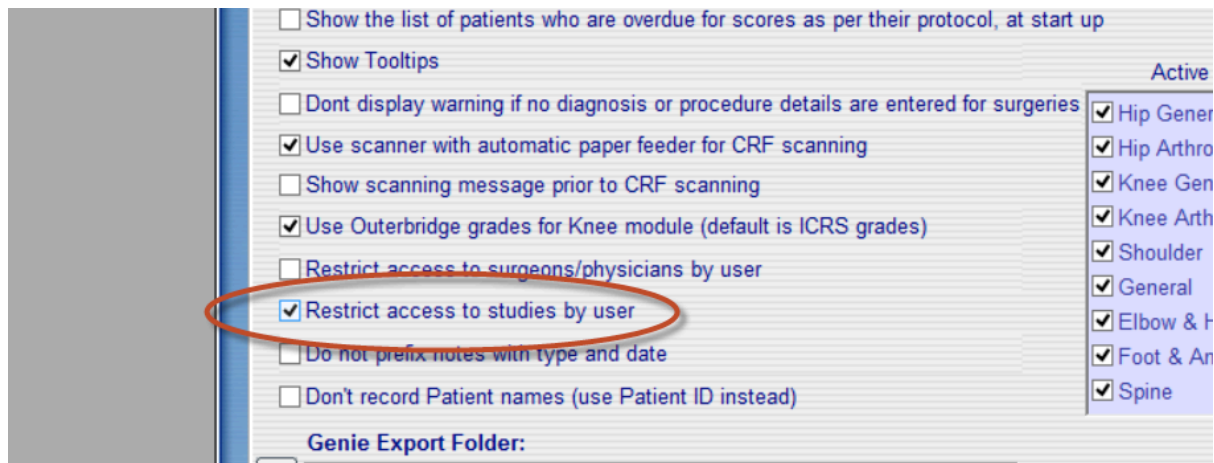 Show the list of patients who are overdue for scores as per their protocol, at start up
Show Tooltips
Dont display warning if no diagnosis or procedure details are entered for surgeries
Use scanner with automatic paper feeder for CRF scanning
Show scanning message prior to CRF scanning
Use Outerbridge grades for Knee module (default is ICRS grades)
Restrict access to surgeons/physicians by user
Restrict access to studies by user
Do not prefix notes with type and date
Don't record Patient names (use Patient ID instead)
Genie Export Folder:
Active
Hip Gener
Hip Arthro
Knee Gen
Knee Arth
Shoulder
General
Elbow & H
Foot & An
Spine